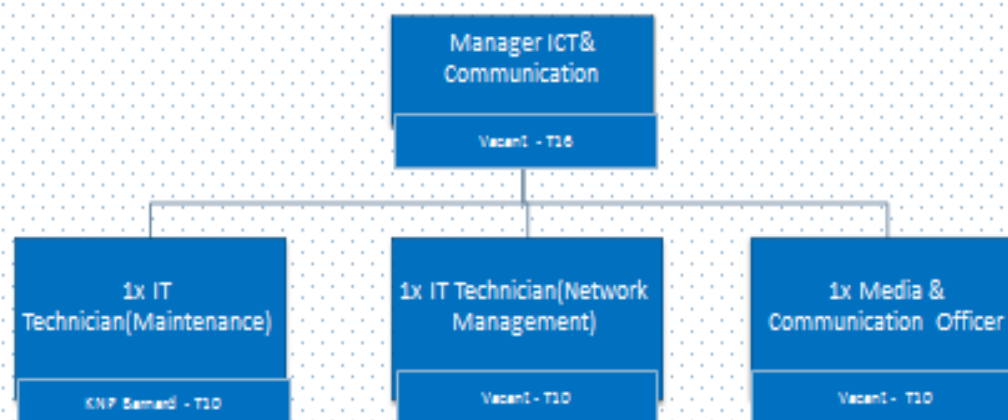 Manager ICT&
Communication
Vacant - T16
1x IT
Technician(Maintenance)
KNP Barnard - T10
1x IT Technician(Network
Management)
Vacant - T10
1x Media &
Communication Officer
Vacant - T10